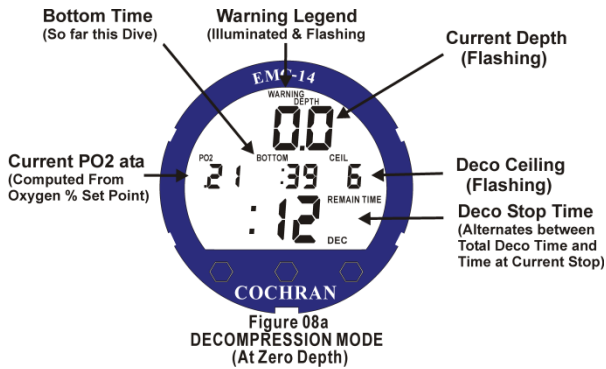 Bottom Time
(So far this Dive)
Warning Legend
(Illuminated & Flashing
Current Depth
(Flashing)
EMC-14
WARNING
DEPTH
0.0
Current PO2 ata
(Computed From
Oxygen % Set Point)
PO2
BOTTOM
CEIL
.21
:39
6
Deco Ceiling
(Flashing)
REMAIN TIME
:12
DEC
Deco Stop Time
(Alternates between
Total Deco Time and
Time at Current Stop)
COCHRAN
Figure 08a
DECOMPRESSION MODE
(At Zero Depth)